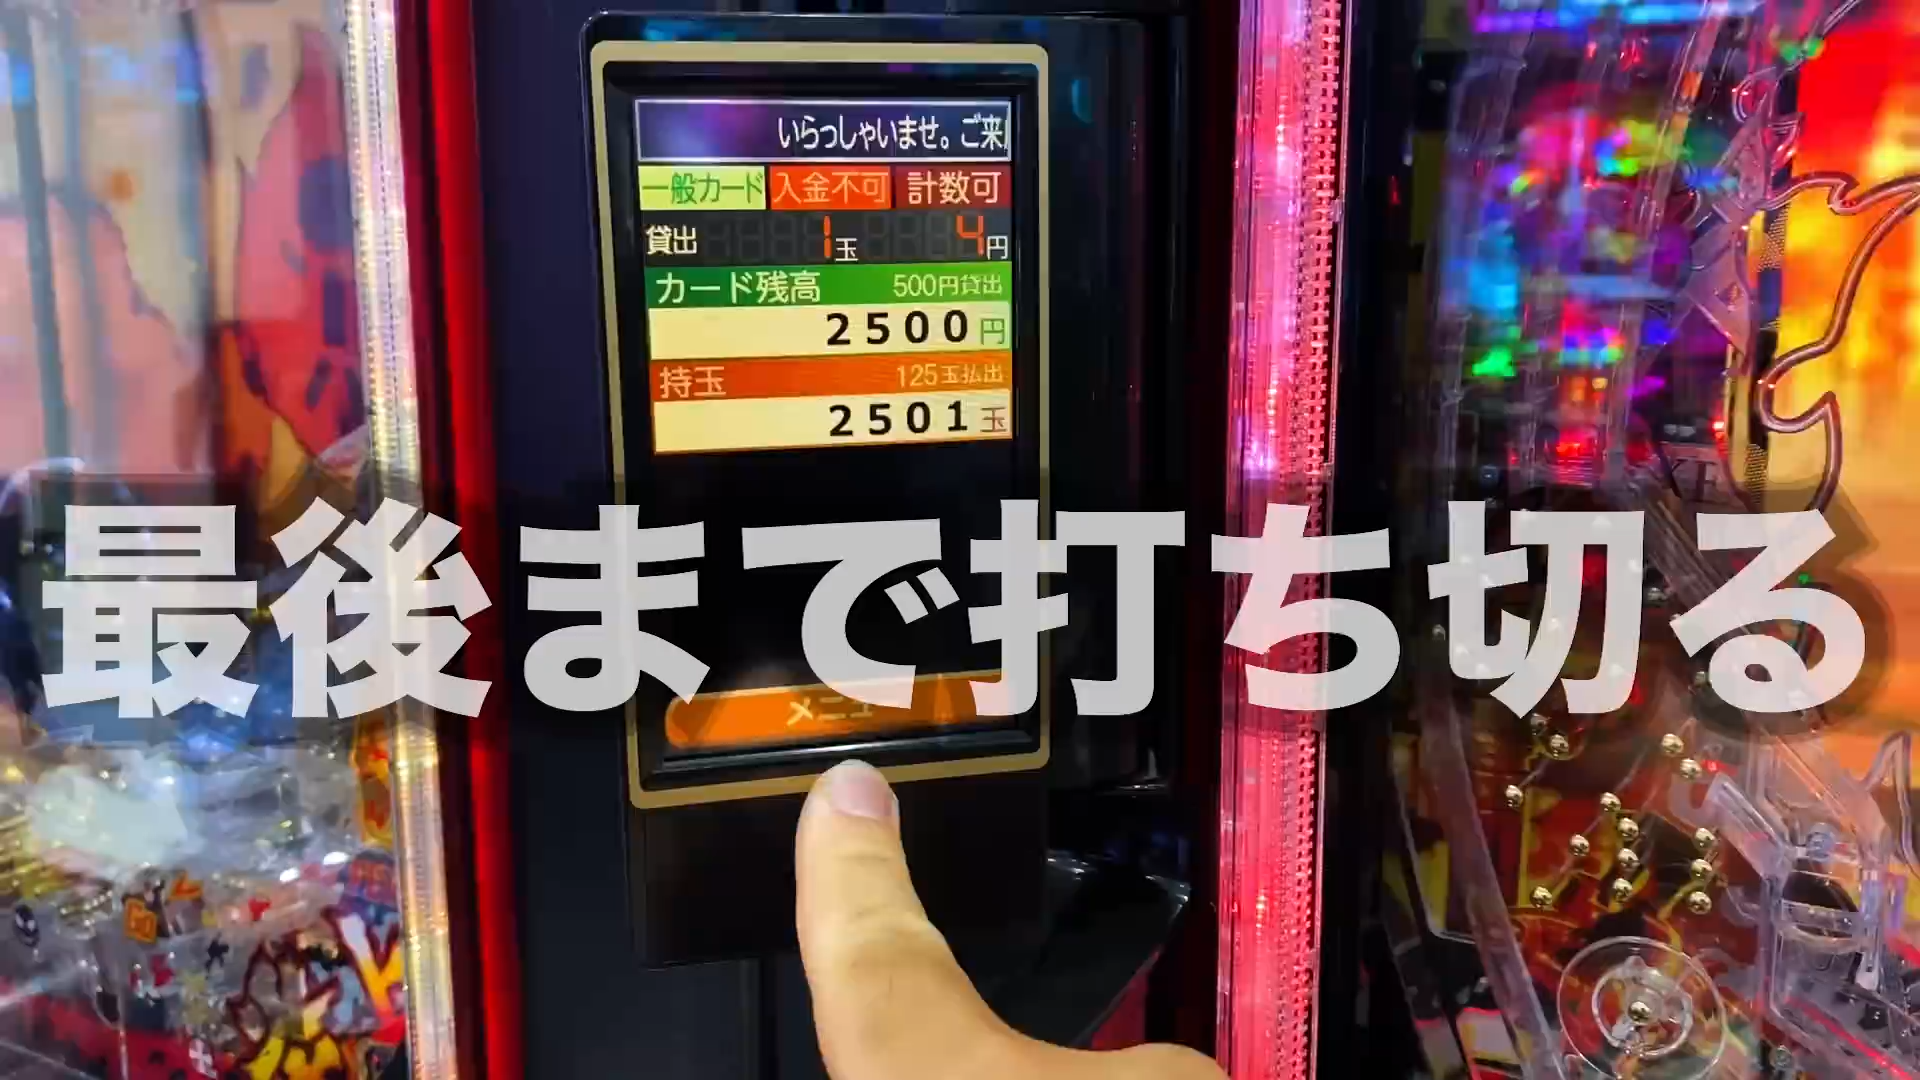 いらっしゃいませ。ご来
一般カード 入金不可 計数可
貸出 1玉 4円
カード残高 500円貸出
2500円
持玉 125玉払出
2501玉
最後まで打ち切る
メニュ